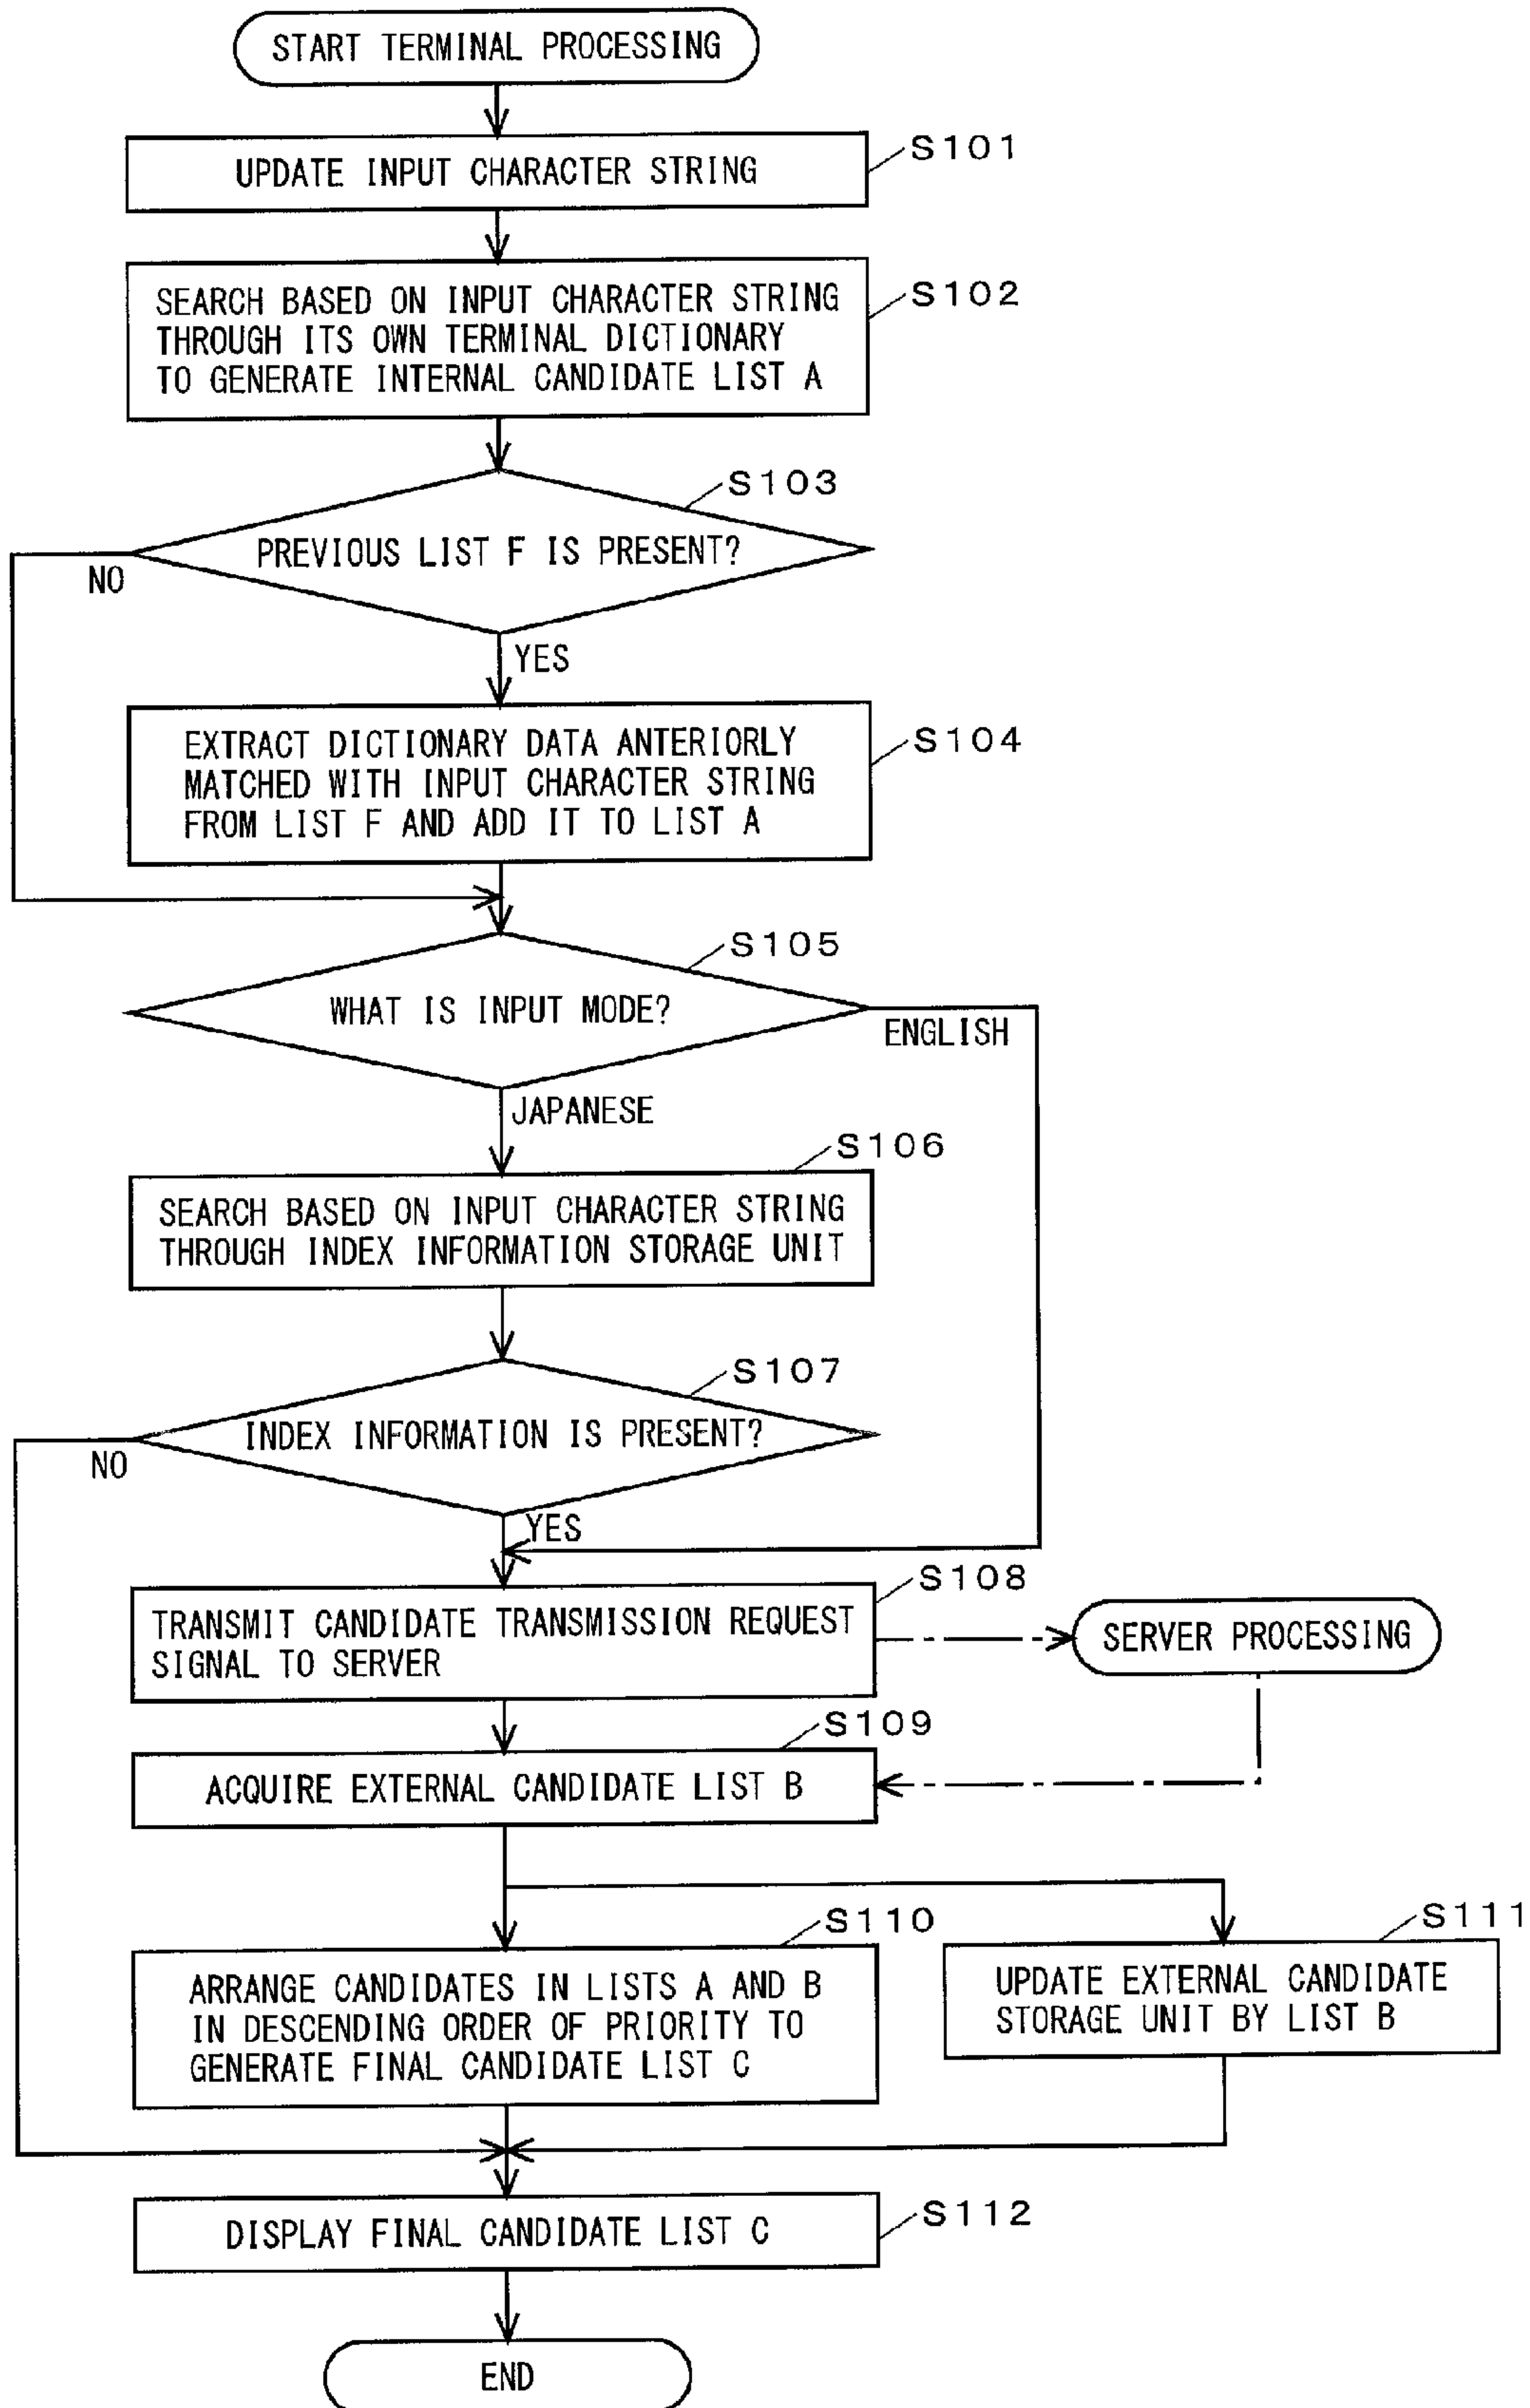 START TERMINAL PROCESSING
S101
UPDATE INPUT CHARACTER STRING
S102
SEARCH BASED ON INPUT CHARACTER STRING
THROUGH ITS OWN TERMINAL DICTIONARY
TO GENERATE INTERNAL CANDIDATE LIST A
S103
PREVIOUS LIST F IS PRESENT?
NO
YES
S104
EXTRACT DICTIONARY DATA ANTERIORLY
MATCHED WITH INPUT CHARACTER STRING
FROM LIST F AND ADD IT TO LIST A
S105
WHAT IS INPUT MODE?
ENGLISH
JAPANESE
S106
SEARCH BASED ON INPUT CHARACTER STRING
THROUGH INDEX INFORMATION STORAGE UNIT
S107
INDEX INFORMATION IS PRESENT?
NO
YES
S108
TRANSMIT CANDIDATE TRANSMISSION REQUEST
SIGNAL TO SERVER
SERVER PROCESSING
S109
ACQUIRE EXTERNAL CANDIDATE LIST B
S110
ARRANGE CANDIDATES IN LISTS A AND B
IN DESCENDING ORDER OF PRIORITY TO
GENERATE FINAL CANDIDATE LIST C
S111
UPDATE EXTERNAL CANDIDATE
STORAGE UNIT BY LIST B
S112
DISPLAY FINAL CANDIDATE LIST C
END